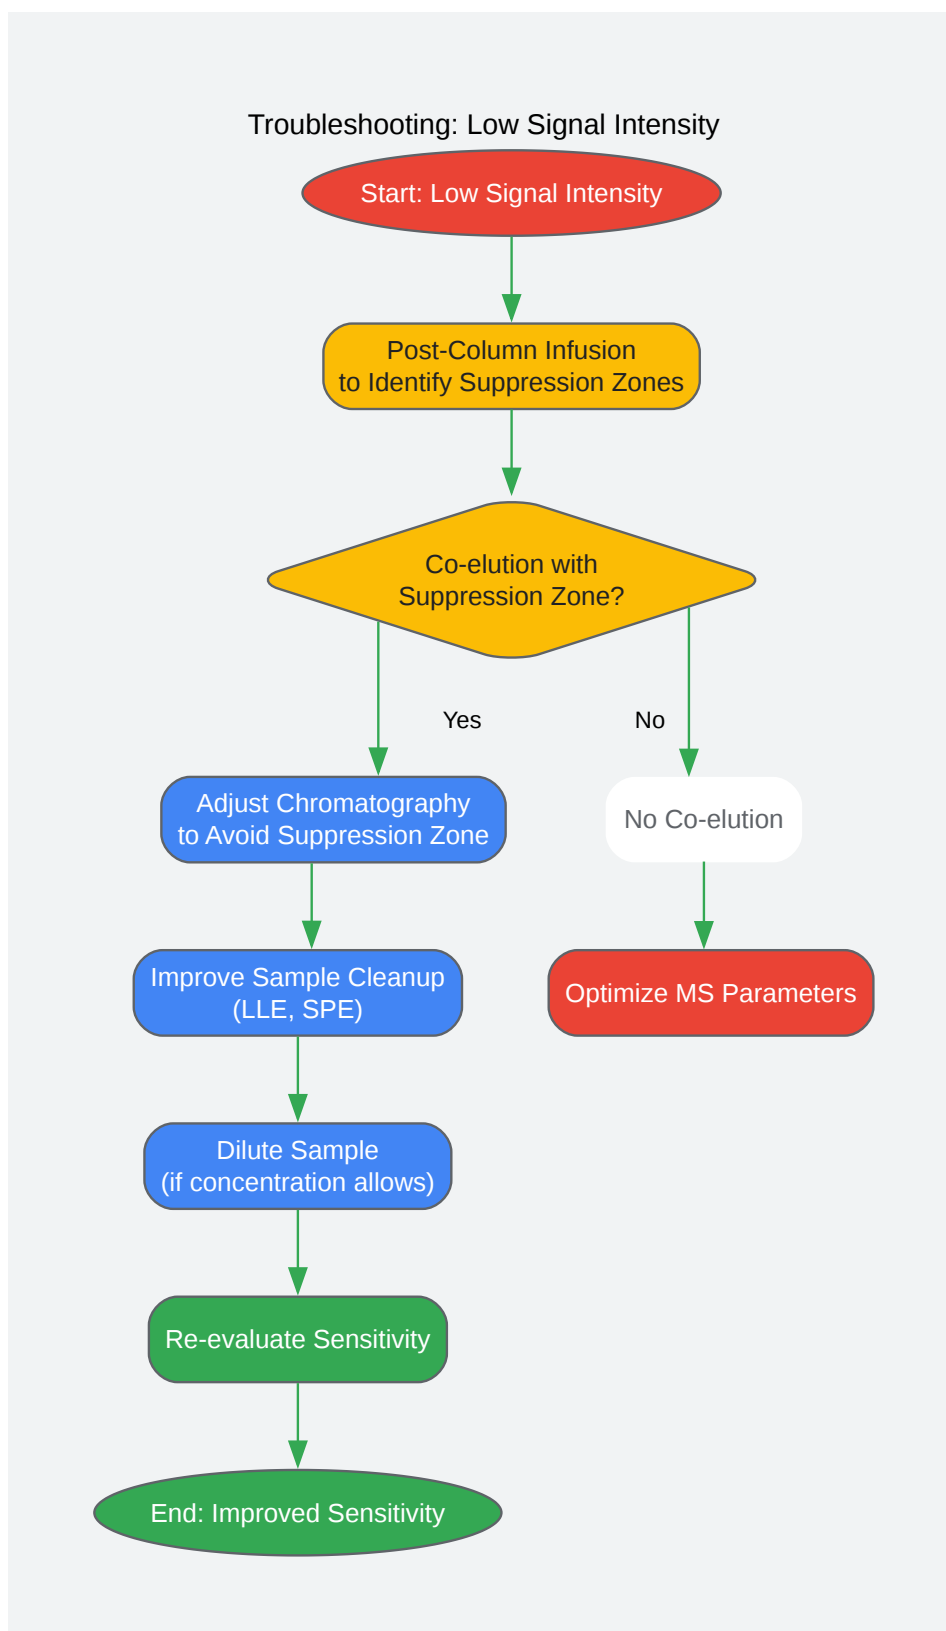 Troubleshooting: Low Signal Intensity
Start: Low Signal Intensity
Post-Column Infusion
to Identify Suppression Zones
Co-elution with
Suppression Zone?
Yes
No
Adjust Chromatography
to Avoid Suppression Zone
No Co-elution
Improve Sample Cleanup
(LLE, SPE)
Optimize MS Parameters
Dilute Sample
(if concentration allows)
Re-evaluate Sensitivity
End: Improved Sensitivity